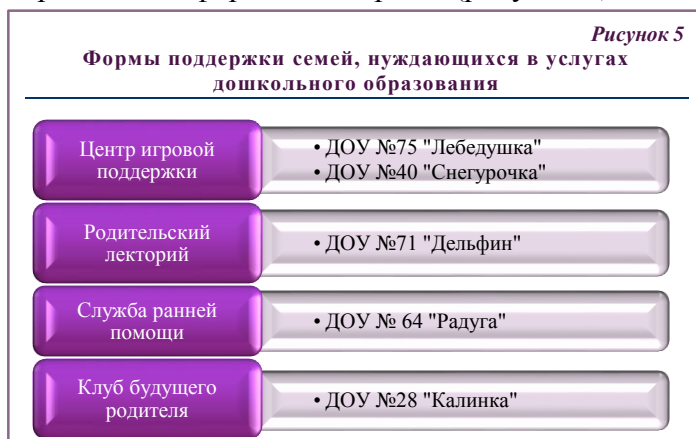 Рисунок 5
Формы поддержки семей, нуждающихся в услугах
дошкольного образования
Центр игровой
поддержки
• ДОУ №75 "Лебедушка"
• ДОУ №40 "Снегурочка"
Родительский
лекторий
• ДОУ №71 "Дельфин"
Служба ранней
помощи
• ДОУ № 64 "Радуга"
Клуб будущего
родителя
• ДОУ №28 "Калинка"